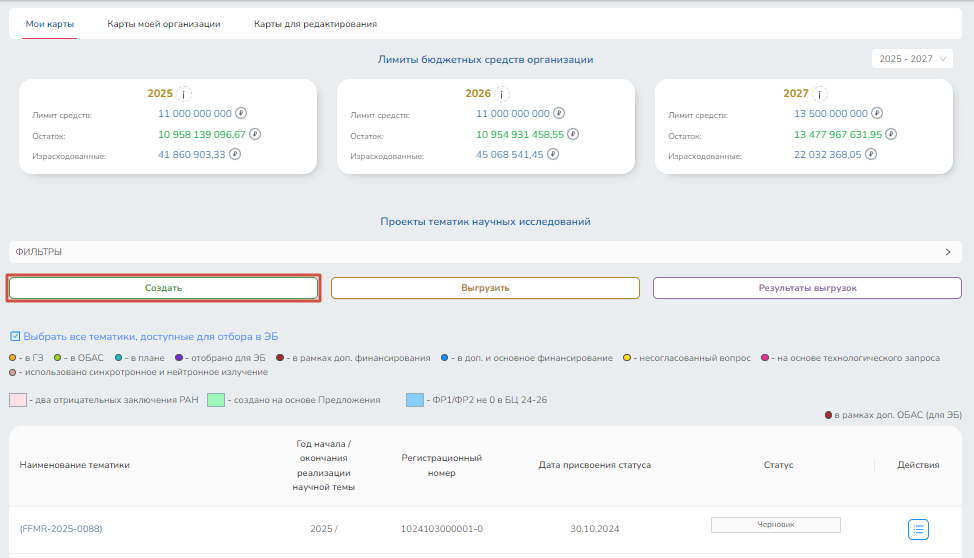 Мои карты Карты моей организации Карты для редактирования
Лимиты бюджетных средств организации 2025 - 2027
2025 i 2026 i 2027 i
Лимит средств: 11 000 000 000 ₽ Лимит средств: 11 000 000 000 ₽ Лимит средств: 13 500 000 000 ₽
Остаток: 10 958 139 096,67 ₽ Остаток: 10 954 931 458,55 ₽ Остаток: 13 477 967 631,95 ₽
Израсходованные: 41 860 903,33 ₽ Израсходованные: 45 068 541,45 ₽ Израсходованные: 22 032 368,05 ₽
Проекты тематик научных исследований
ФИЛЬТРЫ
Создать Выгрузить Результаты выгрузок
Выбрать все тематики, доступные для отбора в ЭБ
- в ГЗ - в ОБАС - в плане - отобрано для ЭБ - в рамках доп. финансирования - в доп. и основное финансирование - несогласованный вопрос - на основе технологического запроса
- использовано синхротронное и нейтронное излучение
- два отрицательных заключения РАН - создано на основе Предложения - ФР1/ФР2 не 0 в БЦ 24-26
в рамках доп. ОБАС (для ЭБ)
Наименование тематики Год начала / окончания реализации научной темы Регистрационный номер Дата присвоения статуса Статус Действия
(FFMR-2025-0088) 2025 / 1024103000001-0 30.10.2024 Черновик